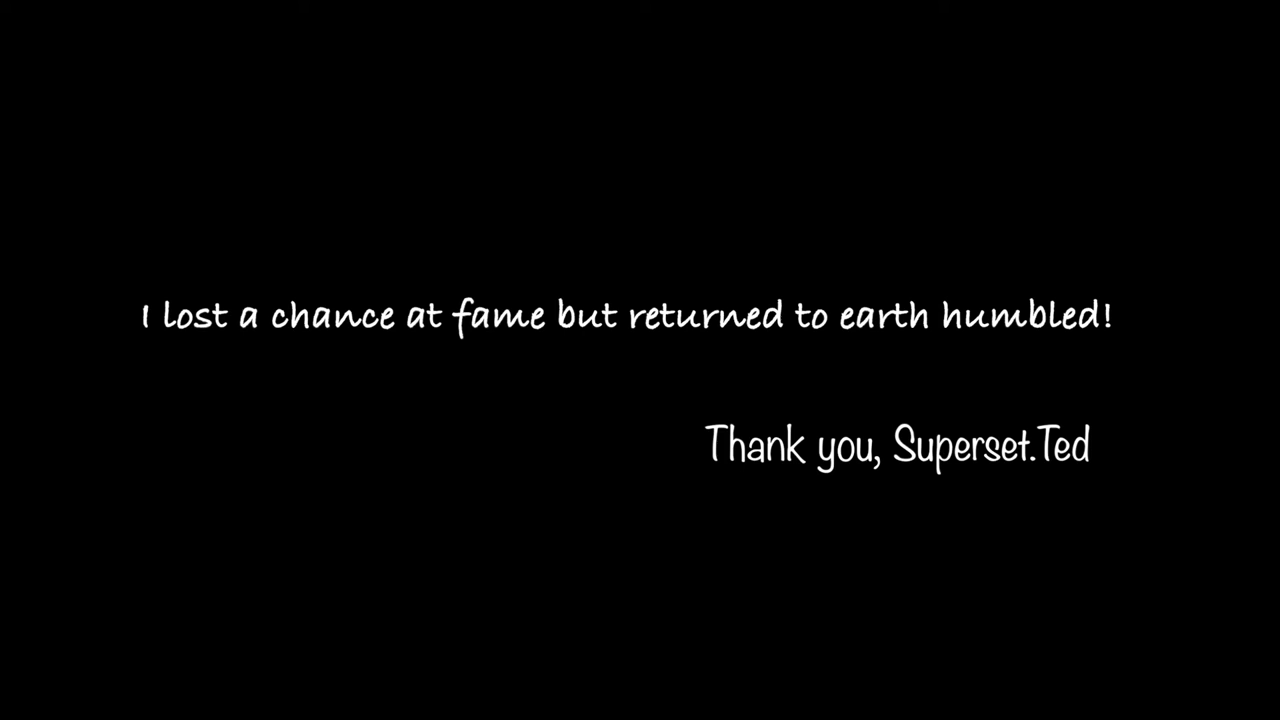 I lost a chance at fame but returned to earth humbled!
Thank you, Superset.Ted